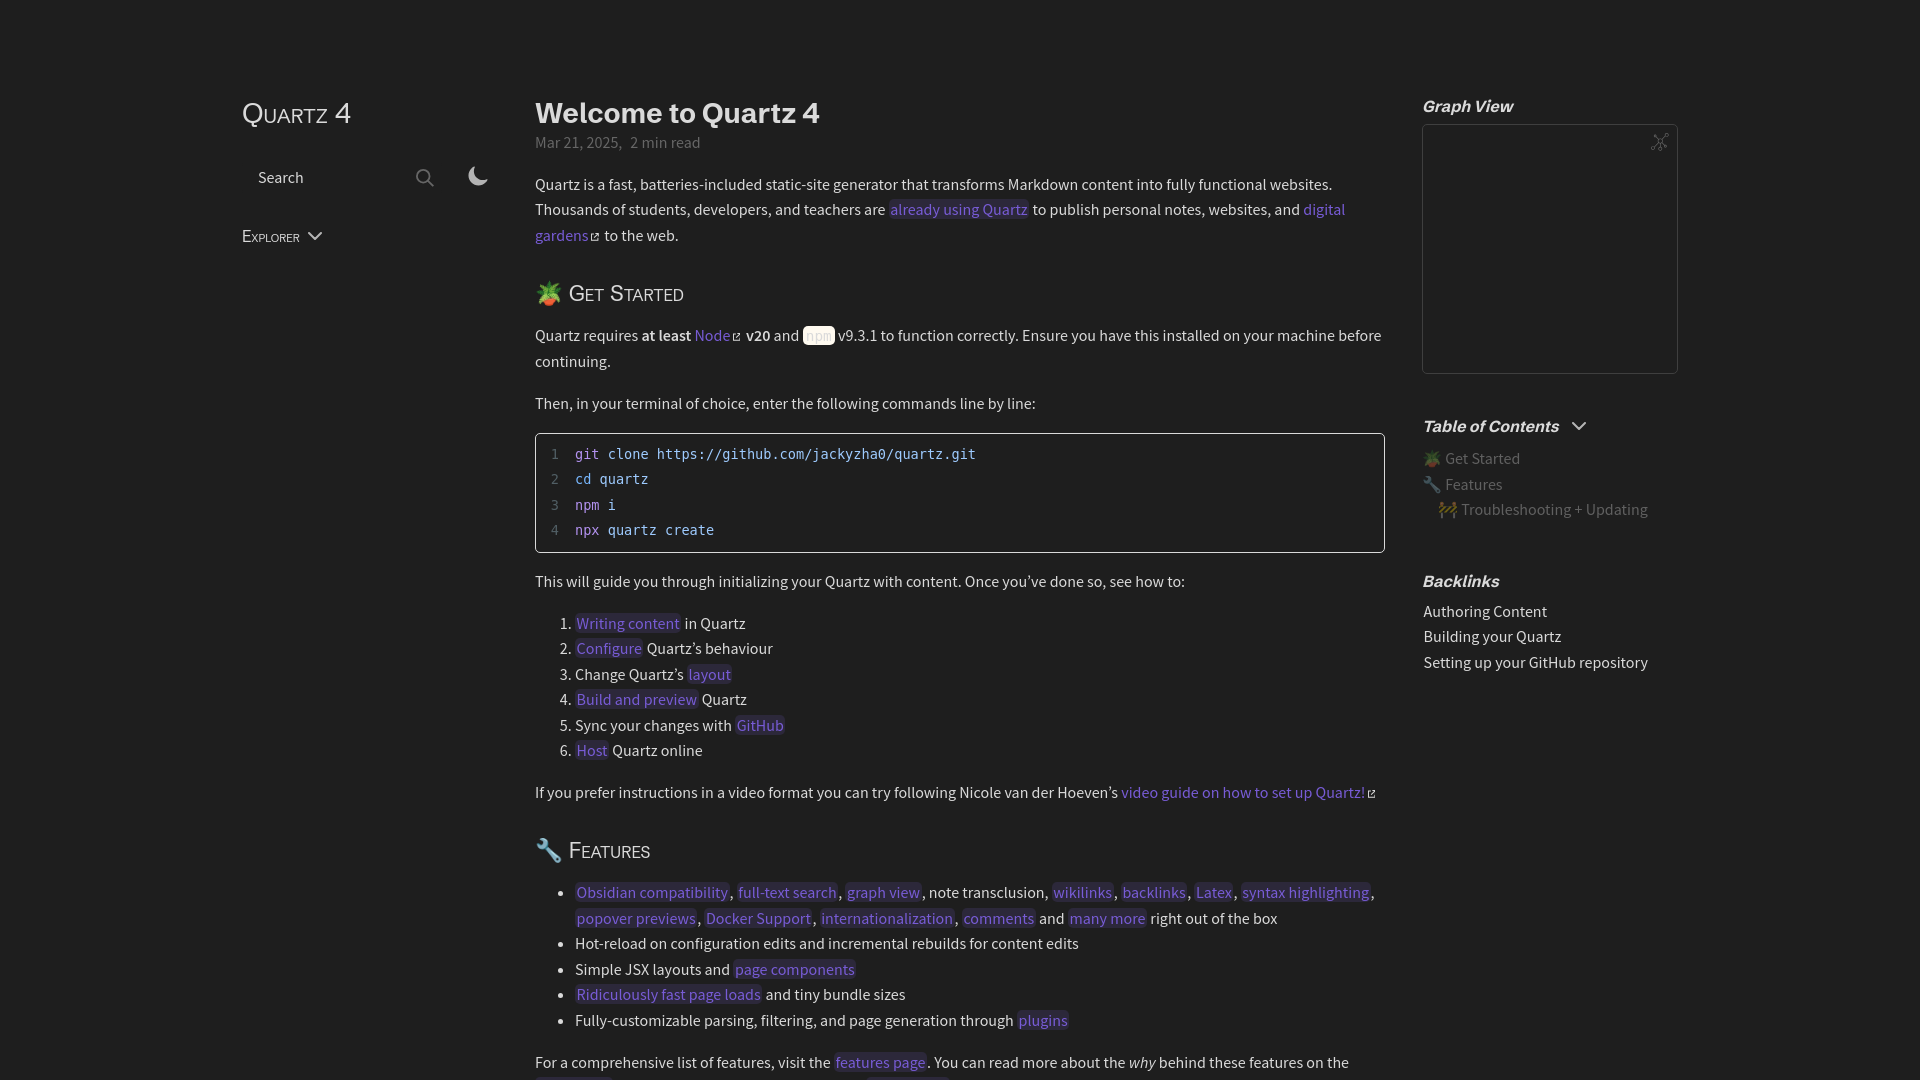 Quartz 4
Search
Explorer
Welcome to Quartz 4
Mar 21, 2025, 2 min read
Quartz is a fast, batteries-included static-site generator that transforms Markdown content into fully functional websites.
Thousands of students, developers, and teachers are already using Quartz to publish personal notes, websites, and digital
gardens to the web.
🪴 Get Started
Quartz requires at least Node v20 and npm v9.3.1 to function correctly. Ensure you have this installed on your machine before
continuing.
Then, in your terminal of choice, enter the following commands line by line:
1 git clone https://github.com/jackyzha0/quartz.git
2 cd quartz
3 npm i
4 npx quartz create
This will guide you through initializing your Quartz with content. Once you’ve done so, see how to:
1. Writing content in Quartz
2. Configure Quartz’s behaviour
3. Change Quartz’s layout
4. Build and preview Quartz
5. Sync your changes with GitHub
6. Host Quartz online
If you prefer instructions in a video format you can try following Nicole van der Hoeven’s video guide on how to set up Quartz!
🔧 Features
• Obsidian compatibility, full-text search, graph view, note transclusion, wikilinks, backlinks, Latex, syntax highlighting,
popover previews, Docker Support, internationalization, comments and many more right out of the box
• Hot-reload on configuration edits and incremental rebuilds for content edits
• Simple JSX layouts and page components
• Ridiculously fast page loads and tiny bundle sizes
• Fully-customizable parsing, filtering, and page generation through plugins
For a comprehensive list of features, visit the features page. You can read more about the why behind these features on the
Graph View
Table of Contents
🪴 Get Started
🔧 Features
🚧 Troubleshooting + Updating
Backlinks
Authoring Content
Building your Quartz
Setting up your GitHub repository